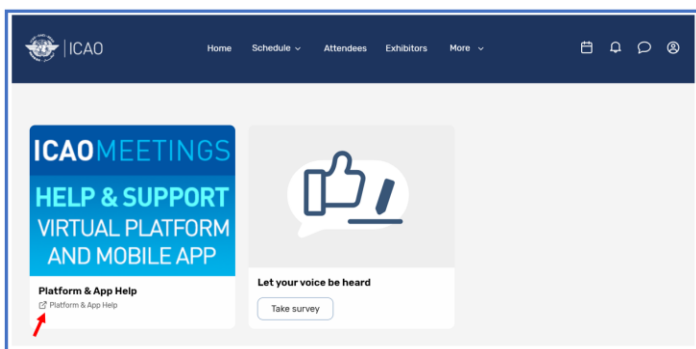 ICAO
Home Schedule Attendees Exhibitors More
ICAOMEETINGS
HELP & SUPPORT
VIRTUAL PLATFORM
AND MOBILE APP
Platform & App Help
Platform & App Help
Let your voice be heard
Take survey